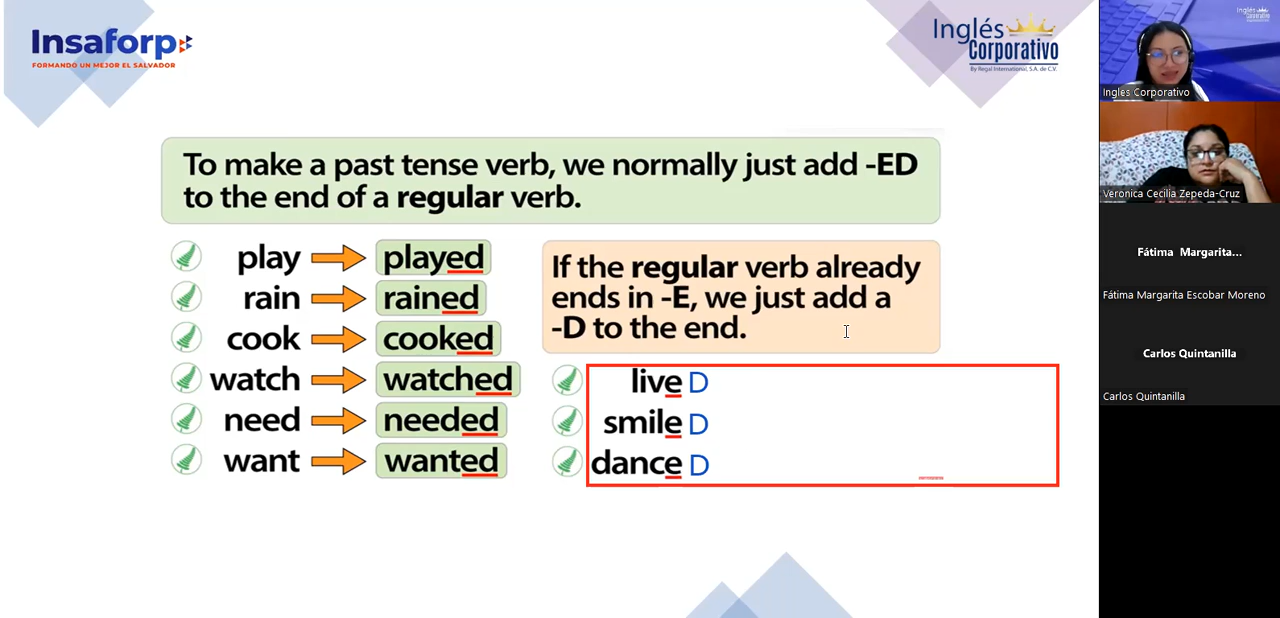 Insaforp
FORMANDO UN MEJOR EL SALVADOR
Inglés
Corporativo
By Regal International, S.A. de C.V.
To make a past tense verb, we normally just add -ED
to the end of a regular verb.
play played
rain rained
cook cooked
watch watched
need needed
want wanted
If the regular verb already
ends in -E, we just add a
-D to the end.
live D
smile D
dance D
Inglés
Ingles Corporativo
Veronica Cecilia Zepeda-Cruz
Fátima Margarita...
Fátima Margarita Escobar Moreno
Carlos Quintanilla
Carlos Quintanilla